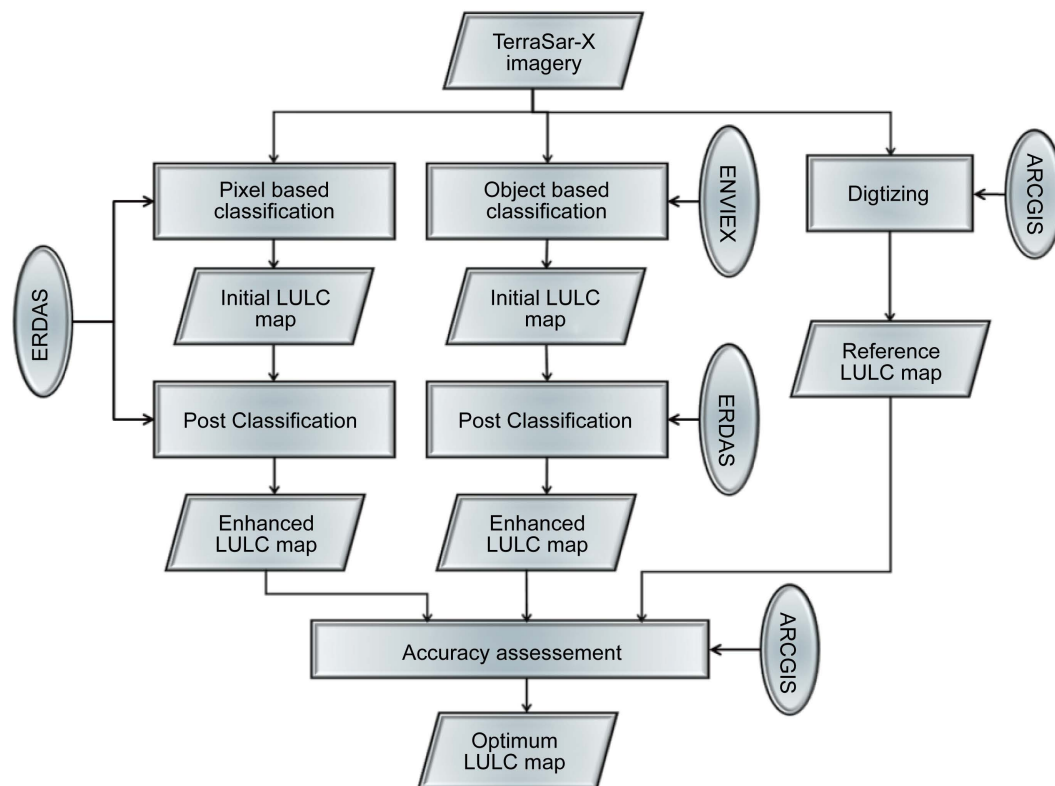 TerraSar-X
imagery
Pixel based
classification
Object based
classification
ENVIEX
Digtizing
ARCGIS
ERDAS
Initial LULC
map
Initial LULC
map
Reference
LULC map
Post Classification
Post Classification
ERDAS
Enhanced
LULC map
Enhanced
LULC map
Accuracy assessement
ARCGIS
Optimum
LULC map